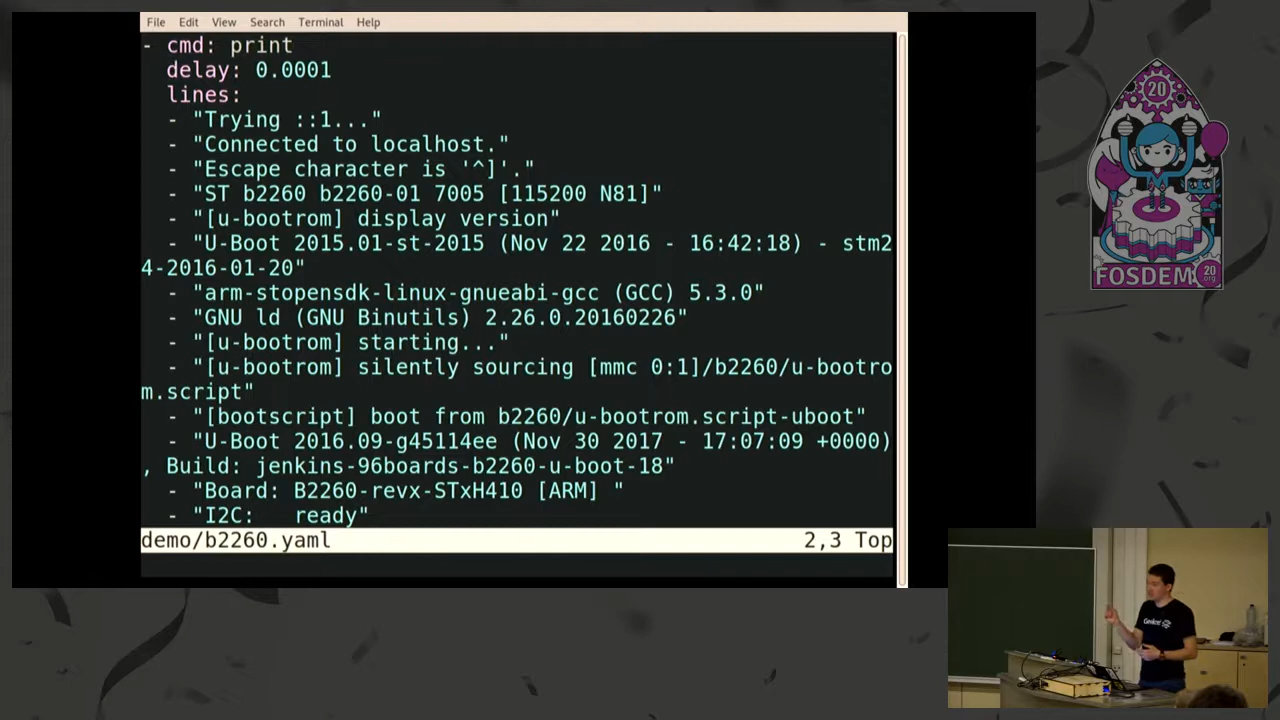 File Edit View Search Terminal Help
- cmd: print
delay: 0.0001
lines:
- "Trying ::1..."
- "Connected to localhost."
- "Escape character is '^]'."
- "ST b2260 b2260-01 7005 [115200 N81]"
- "[u-bootrom] display version"
- "U-Boot 2015.01-st-2015 (Nov 22 2016 - 16:42:18) - stm2
4-2016-01-20"
- "arm-stopensdk-linux-gnueabi-gcc (GCC) 5.3.0"
- "GNU ld (GNU Binutils) 2.26.0.20160226"
- "[u-bootrom] starting..."
- "[u-bootrom] silently sourcing [mmc 0:1]/b2260/u-bootro
m.script"
- "[bootscript] boot from b2260/u-bootrom.script-uboot"
- "U-Boot 2016.09-g45114ee (Nov 30 2017 - 17:07:09 +0000)
, Build: jenkins-96boards-b2260-u-boot-18"
- "Board: B2260-revx-STxH410 [ARM] "
- "I2C:   ready"
demo/b2260.yaml 2,3 Top
20
FOSDEM 20
.org